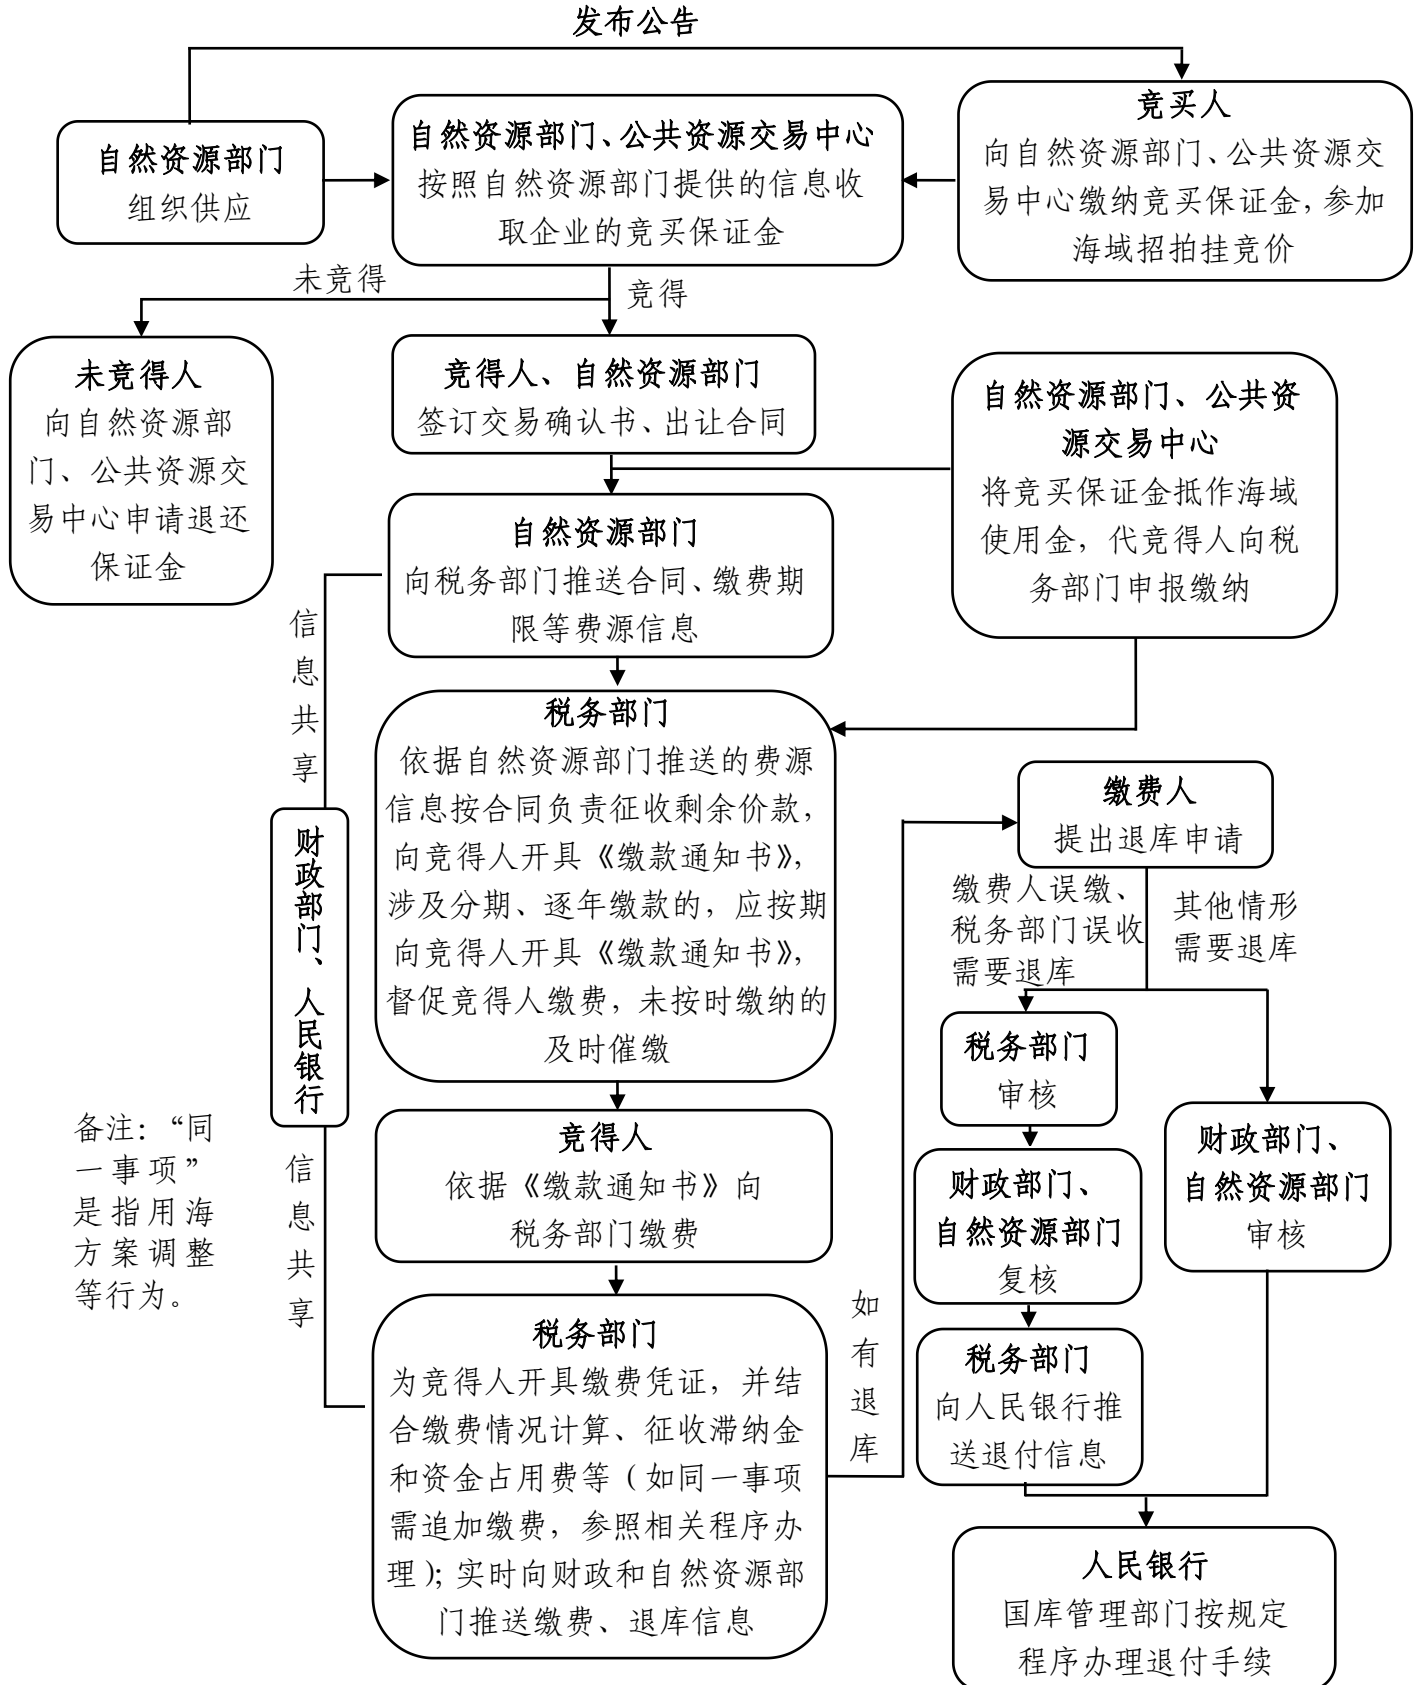 发布公告
自然资源部门
组织供应
自然资源部门、公共资源交易中心
按照自然资源部门提供的信息收
取企业的竞买保证金
竞买人
向自然资源部门、公共资源交
易中心缴纳竞买保证金，参加
海域招拍挂竞价
未竞得
竞得
未竞得人
向自然资源部
门、公共资源交
易中心申请退还
保证金
竞得人、自然资源部门
签订交易确认书、出让合同
自然资源部门、公共资
源交易中心
将竞买保证金抵作海域
使用金，代竞得人向税
务部门申报缴纳
自然资源部门
向税务部门推送合同、缴费期
限等费源信息
信息共享
税务部门
依据自然资源部门推送的费源
信息按合同负责征收剩余价款，
向竞得人开具《缴款通知书》，
涉及分期、逐年缴款的，应按期
向竞得人开具《缴款通知书》，
督促竞得人缴费，未按时缴纳的
及时催缴
财政部门、人民银行
缴费人
提出退库申请
缴费人误缴、
税务部门误收
需要退库
其他情形
需要退库
税务部门
审核
财政部门、
自然资源部门
复核
财政部门、
自然资源部门
审核
竞得人
依据《缴款通知书》向
税务部门缴费
备注：“同
一事项”
是指用海
方案调整
等行为。
信息共享
税务部门
为竞得人开具缴费凭证，并结
合缴费情况计算、征收滞纳金
和资金占用费等（如同一事项
需追加缴费，参照相关程序办
理）；实时向财政和自然资源部
门推送缴费、退库信息
如有退库
税务部门
向人民银行推
送退付信息
人民银行
国库管理部门按规定
程序办理退付手续